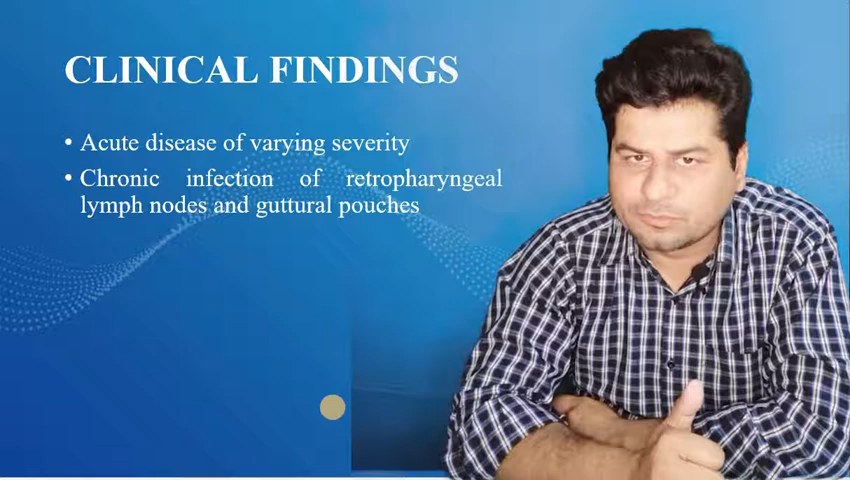 CLINICAL FINDINGS
• Acute disease of varying severity
• Chronic infection of retropharyngeal
lymph nodes and guttural pouches